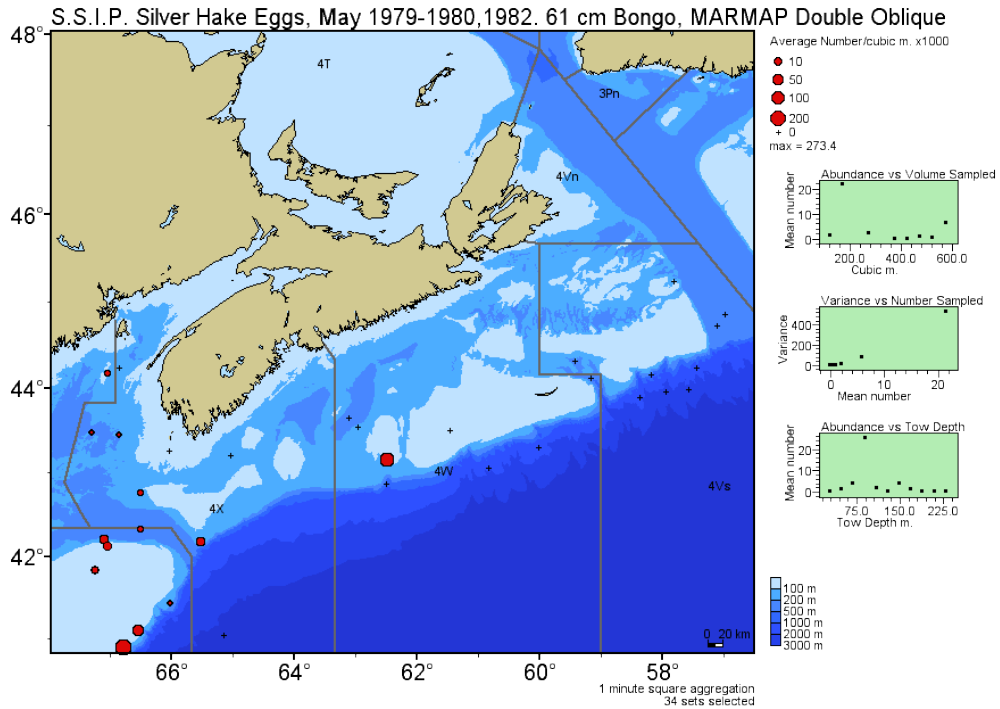 S.S.I.P. Silver Hake Eggs, May 1979-1980,1982. 61 cm Bongo, MARMAP Double Oblique
48°
46°
44°
42°
66°
64°
62°
60°
58°
4T
3Pn
4Vn
4W
4X
4Vs
0 20 km
1 minute square aggregation
34 sets selected
Average Number/cubic m. x1000
10
50
100
200
0
max = 273.4
Abundance vs Volume Sampled
Mean number
20
10
0
200.0 400.0 600.0
Cubic m.
Variance vs Number Sampled
Variance
400
200
0
0 10 20
Mean number
Abundance vs Tow Depth
Mean number
20
10
0
75.0 150.0 225.0
Tow Depth m.
100 m
200 m
500 m
1000 m
2000 m
3000 m